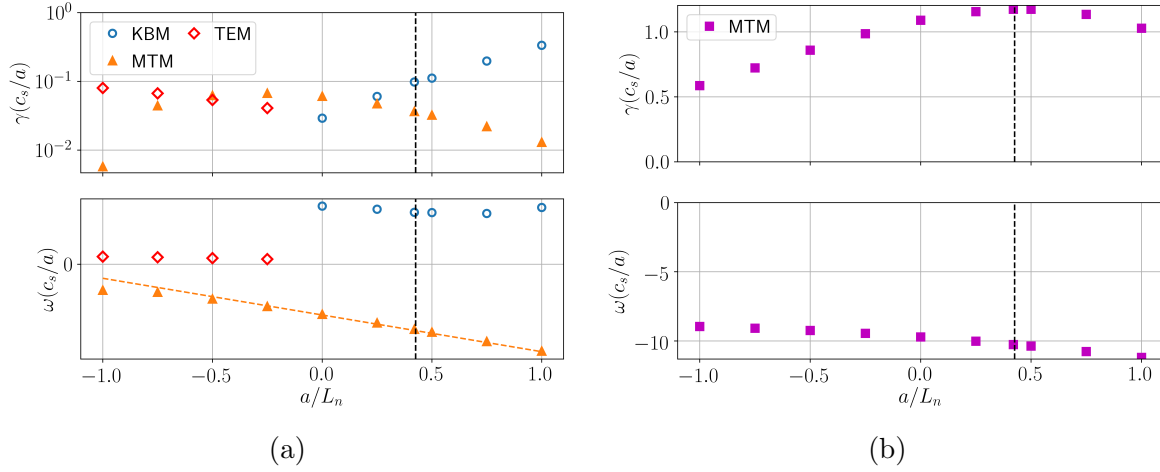 KBM TEM
MTM
10^0
10^{-1}
10^{-2}
γ(c_s/a)
0
ω(c_s/a)
−1.0 −0.5 0.0 0.5 1.0
a/L_n
(a)
MTM
1.0
0.5
0.0
γ(c_s/a)
0
−5
−10
ω(c_s/a)
−1.0 −0.5 0.0 0.5 1.0
a/L_n
(b)